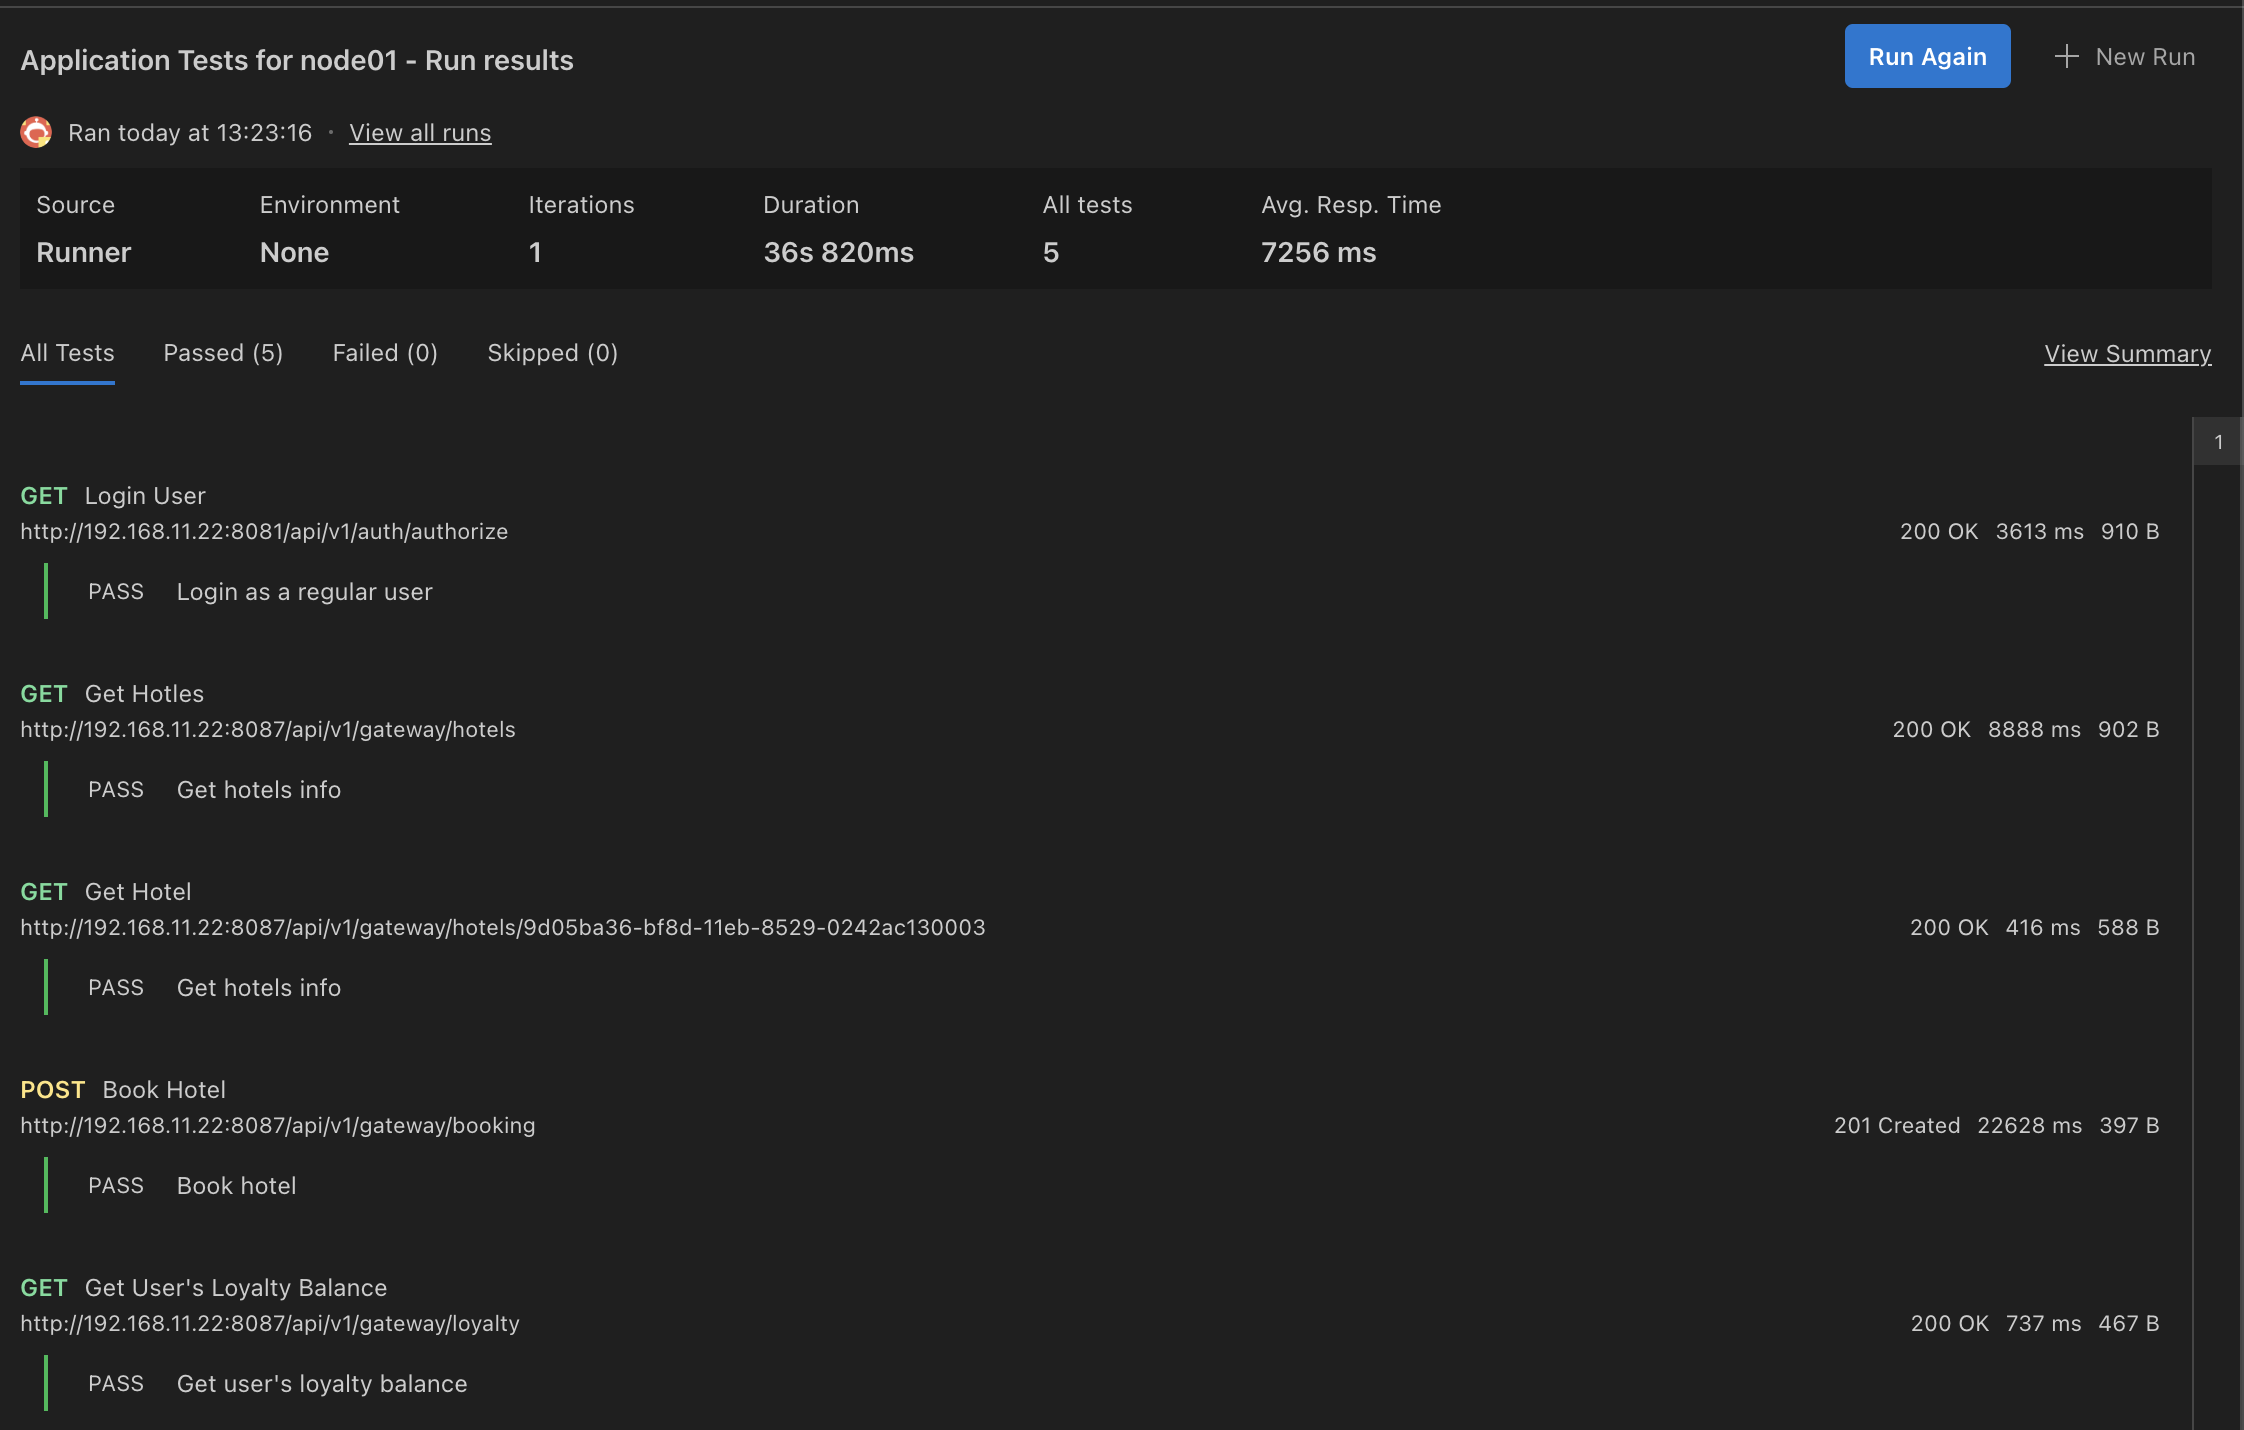 Application Tests for node01 - Run results
Run Again
New Run
Ran today at 13:23:16 · View all runs
Source Environment Iterations Duration All tests Avg. Resp. Time
Runner None 1 36s 820ms 5 7256 ms
All Tests Passed (5) Failed (0) Skipped (0) View Summary
1
GET Login User
http://192.168.11.22:8081/api/v1/auth/authorize 200 OK 3613 ms 910 B
PASS Login as a regular user
GET Get Hotles
http://192.168.11.22:8087/api/v1/gateway/hotels 200 OK 8888 ms 902 B
PASS Get hotels info
GET Get Hotel
http://192.168.11.22:8087/api/v1/gateway/hotels/9d05ba36-bf8d-11eb-8529-0242ac130003 200 OK 416 ms 588 B
PASS Get hotels info
POST Book Hotel
http://192.168.11.22:8087/api/v1/gateway/booking 201 Created 22628 ms 397 B
PASS Book hotel
GET Get User's Loyalty Balance
http://192.168.11.22:8087/api/v1/gateway/loyalty 200 OK 737 ms 467 B
PASS Get user's loyalty balance